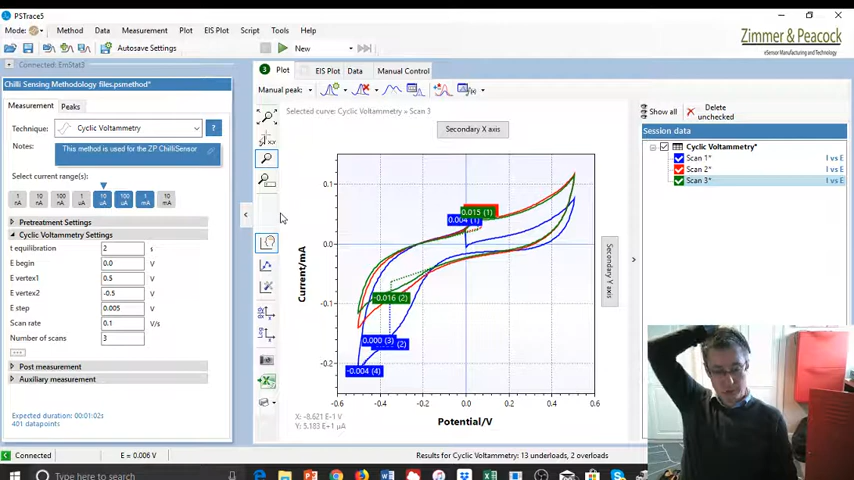 PSTrace5
Mode:
Method
Data
Measurement
Plot
EIS Plot
Script
Tools
Help
Zimmer & Peacock
eSensor Manufacturing and Technology
Autosave Settings
New
Connected: EmStat3
Chilli Sensing Methodology files.psmethod*
Measurement
Peaks
Technique:
Cyclic Voltammetry
?
Notes:
This method is used for the ZP ChilliSensor
Select current range(s):
1 nA
10 nA
100 nA
1 uA
10 uA
100 uA
1 mA
10 mA
Pretreatment Settings
Cyclic Voltammetry Settings
t equilibration
2
s
E begin
0.0
V
E vertex1
0.5
V
E vertex2
-0.5
V
E step
0.005
V
Scan rate
0.1
V/s
Number of scans
3
Post measurement
Auxiliary measurement
Expected duration: 00:01:02
401 datapoints
Connected
E = 0.006 V
3
Plot
EIS Plot
Data
Manual Control
Manual peak:
Selected curve: Cyclic Voltammetry » Scan 3
Secondary X axis
Secondary Y axis
Current/mA
0.1
0.0
-0.1
-0.2
0.015 (1)
0.004 (1)
-0.016 (2)
0.000 (3)
(2)
-0.004 (4)
-0.6
-0.4
-0.2
0.0
0.2
0.4
0.6
Potential/V
X: -8.621 E-1 V
Y: 5.183 E+1 µA
Results for Cyclic Voltammetry: 13 underloads, 2 overloads
Show all
Delete unchecked
Session data
Cyclic Voltammetry*
Scan 1*
I vs E
Scan 2*
I vs E
Scan 3*
I vs E
Type here to search